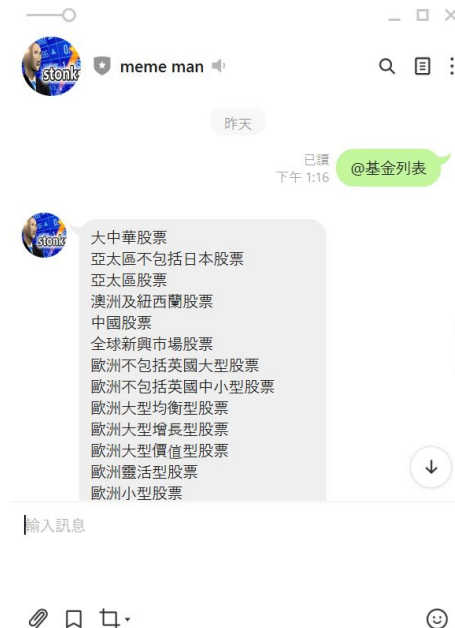 stonk
meme man
昨天
已讀
下午 1:16
@基金列表
stonk
大中華股票
亞太區不包括日本股票
亞太區股票
澳洲及紐西蘭股票
中國股票
全球新興市場股票
歐洲不包括英國大型股票
歐洲不包括英國中小型股票
歐洲大型均衡型股票
歐洲大型增長型股票
歐洲大型價值型股票
歐洲靈活型股票
歐洲小型股票
輸入訊息